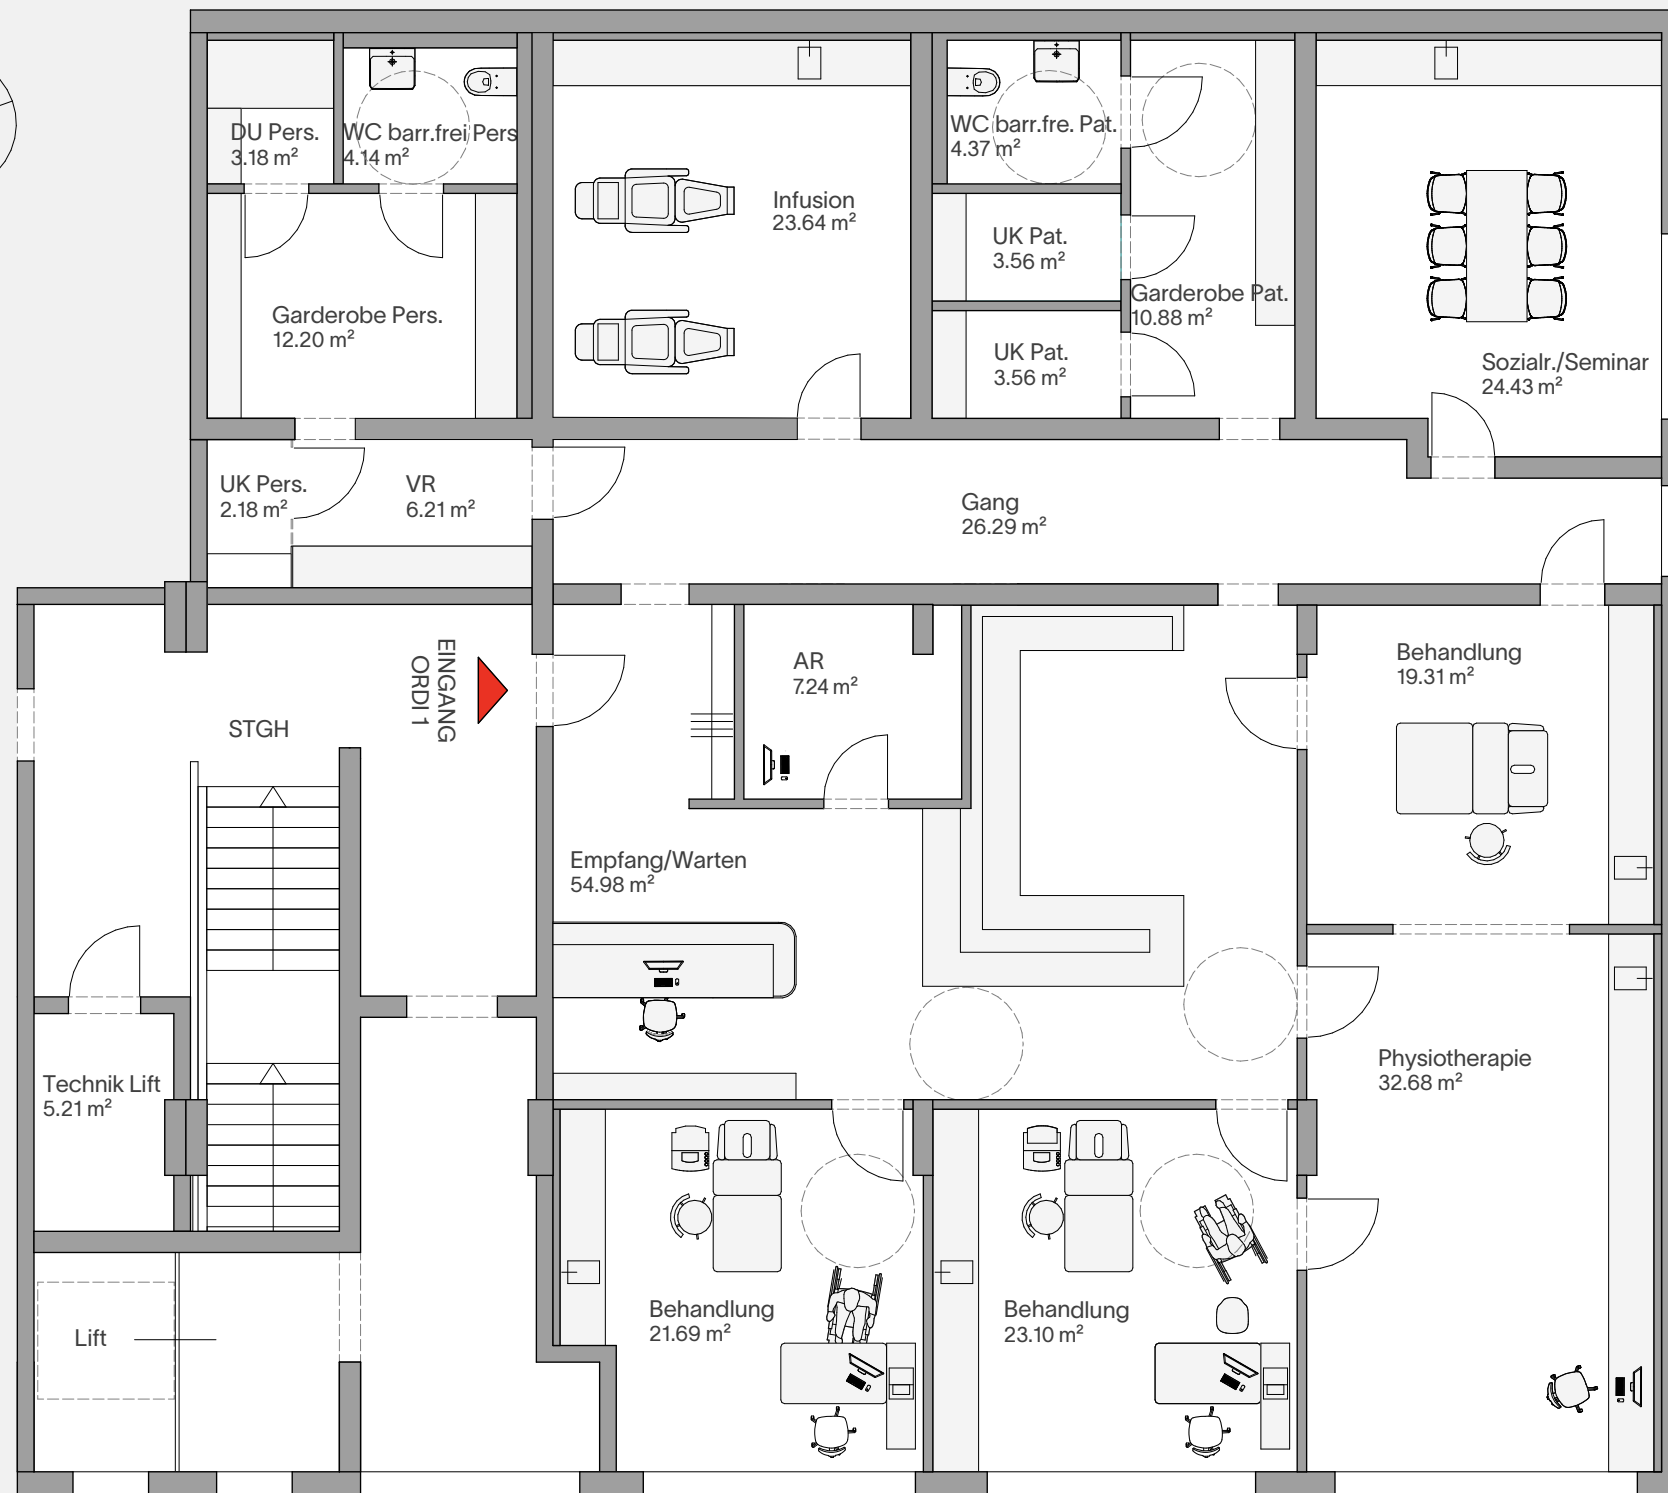 DU Pers.
3.18 m²
WC barr.frei Pers
4.14 m²
Infusion
23.64 m²
WC barr.fre. Pat.
4.37 m²
UK Pat.
3.56 m²
Garderobe Pat.
10.88 m²
UK Pat.
3.56 m²
Garderobe Pers.
12.20 m²
Sozialr./Seminar
24.43 m²
UK Pers.
2.18 m²
VR
6.21 m²
Gang
26.29 m²
EINGANG
ORDI 1
STGH
AR
7.24 m²
Behandlung
19.31 m²
Empfang/Warten
54.98 m²
Technik Lift
5.21 m²
Physiotherapie
32.68 m²
Lift
Behandlung
21.69 m²
Behandlung
23.10 m²